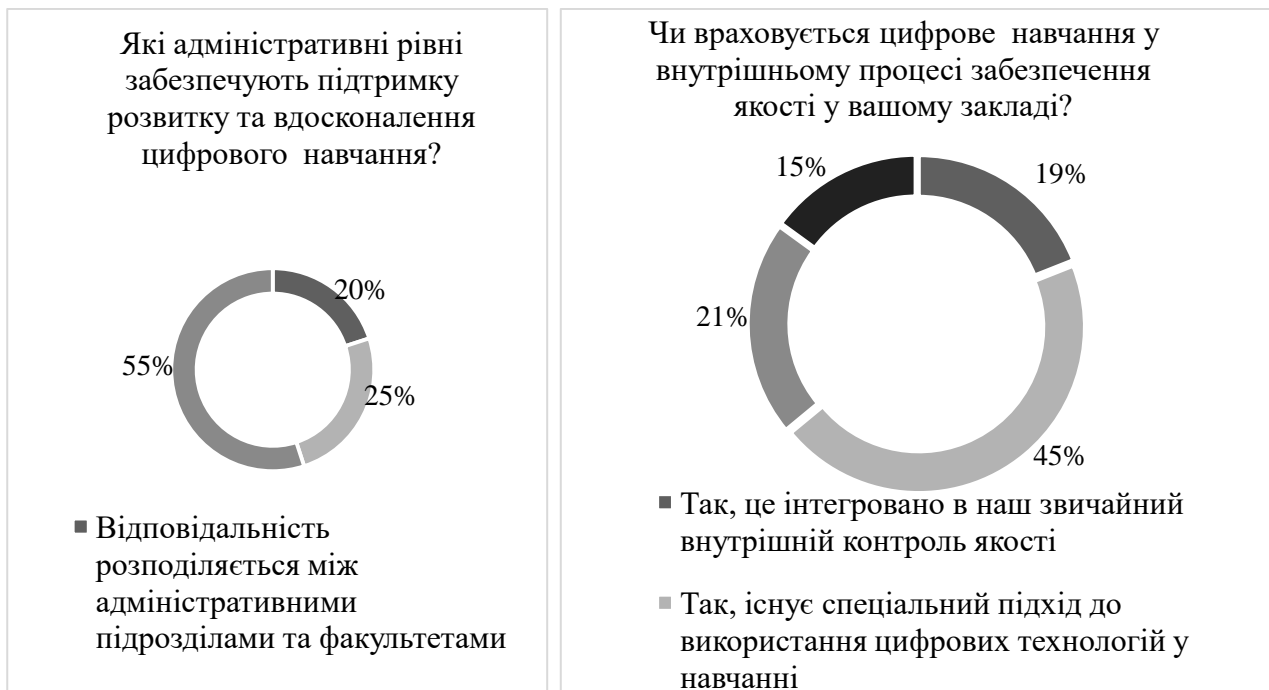 Які адміністративні рівні
забезпечують підтримку
розвитку та вдосконалення
цифрового навчання?
20%
55%
25%
Відповідальність
розподіляється між
адміністративними
підрозділами та факультетами
Чи враховується цифрове навчання у
внутрішньому процесі забезпечення
якості у вашому закладі?
15%
19%
21%
45%
Так, це інтегровано в наш звичайний
внутрішній контроль якості
Так, існує спеціальний підхід до
використання цифрових технологій у
навчанні